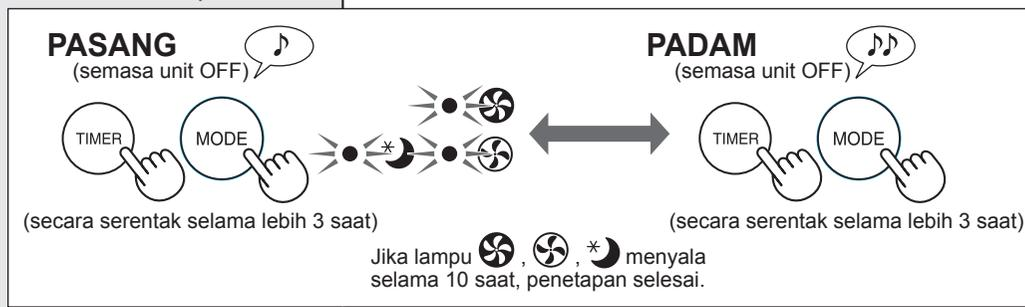 PASANG
(semasa unit OFF)
TIMER
MODE
(secara serentak selama lebih 3 saat)
PADAM
(semasa unit OFF)
TIMER
MODE
(secara serentak selama lebih 3 saat)
Jika lampu , , menyala
selama 10 saat, penetapan selesai.